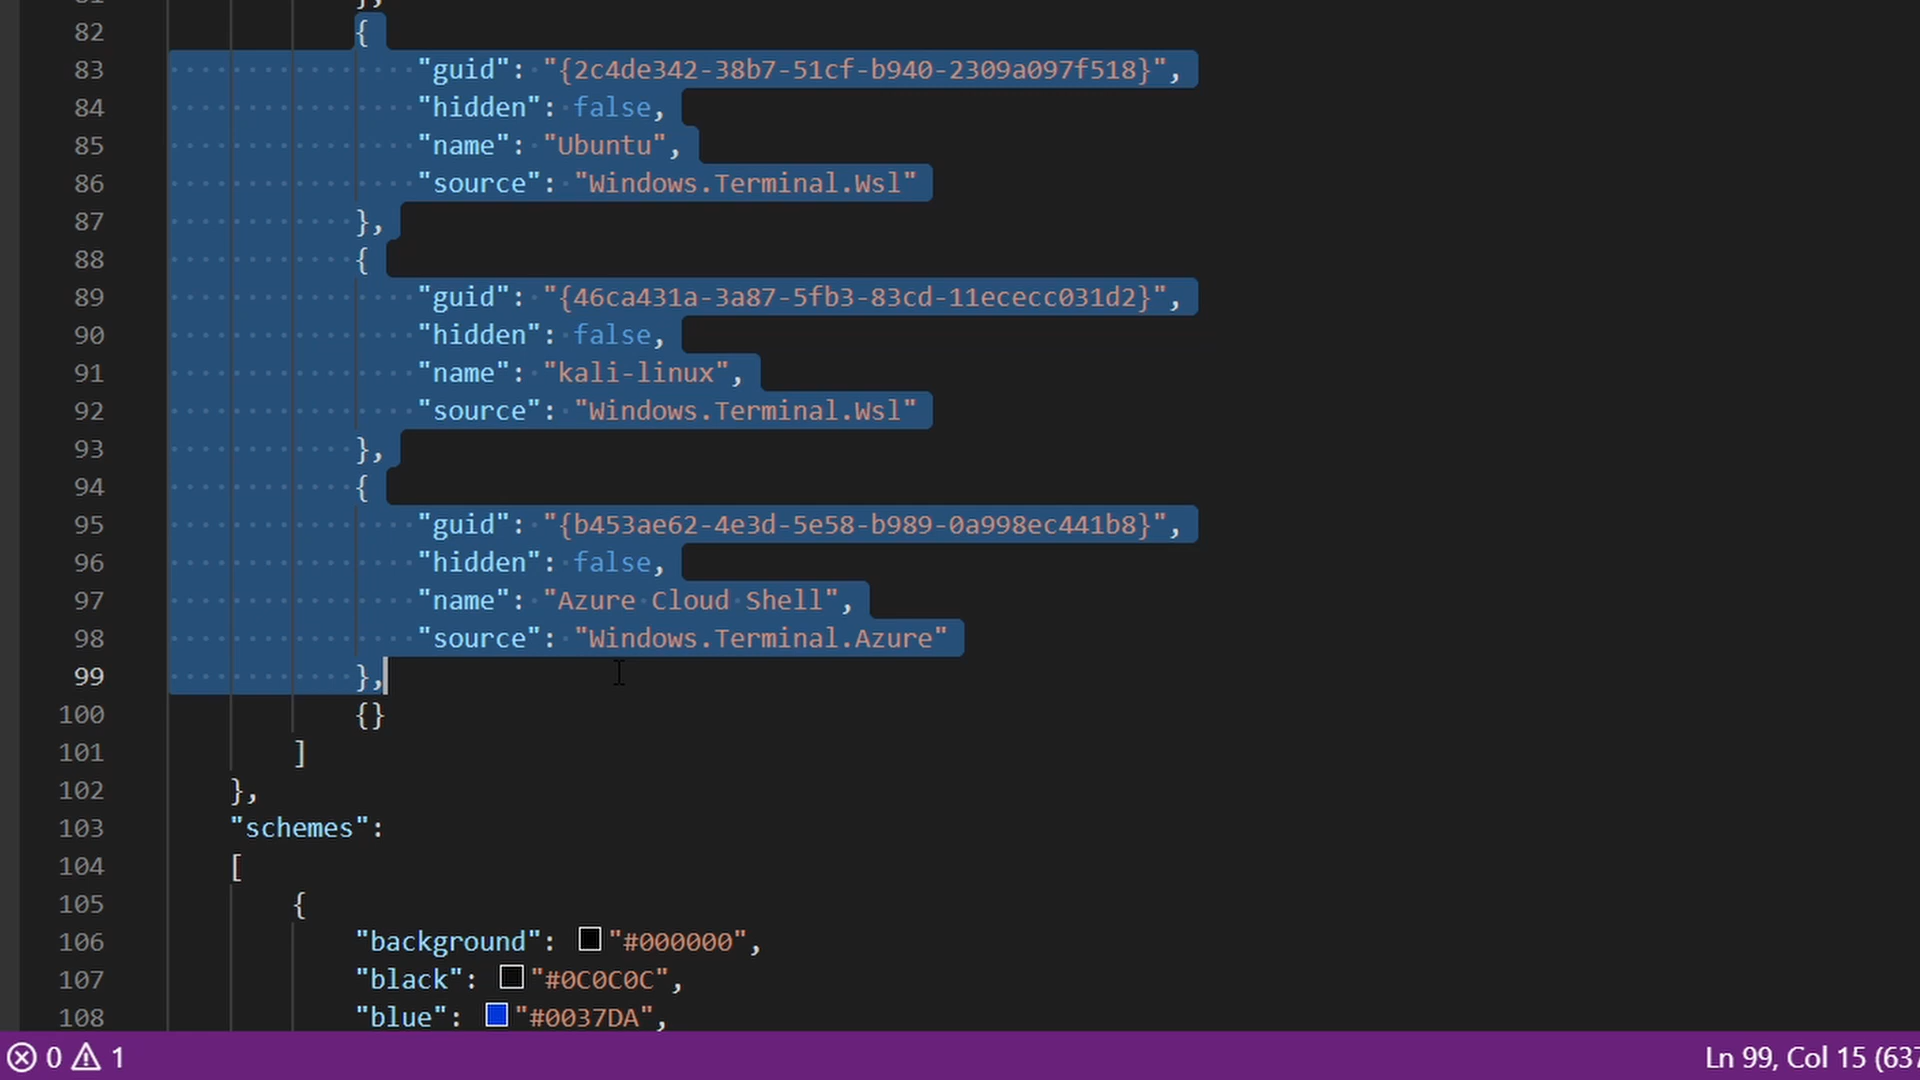 82 {
83 "guid": "{2c4de342-38b7-51cf-b940-2309a097f518}",
84 "hidden": false,
85 "name": "Ubuntu",
86 "source": "Windows.Terminal.Wsl"
87 },
88 {
89 "guid": "{46ca431a-3a87-5fb3-83cd-11ececc031d2}",
90 "hidden": false,
91 "name": "kali-linux",
92 "source": "Windows.Terminal.Wsl"
93 },
94 {
95 "guid": "{b453ae62-4e3d-5e58-b989-0a998ec441b8}",
96 "hidden": false,
97 "name": "Azure Cloud Shell",
98 "source": "Windows.Terminal.Azure"
99 },
100 {}
101 ]
102 },
103 "schemes":
104 [
105 {
106 "background": "#000000",
107 "black": "#0C0C0C",
108 "blue": "#0037DA",
0 1 Ln 99, Col 15 (637